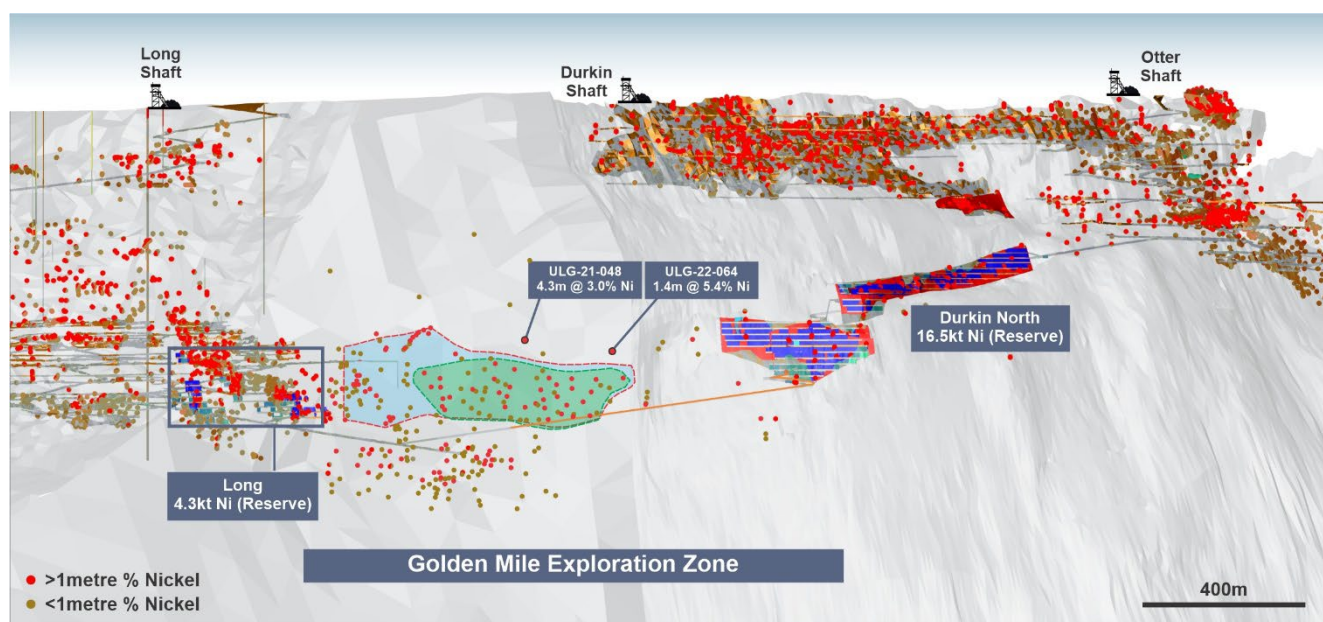 Long
Shaft
Durkin
Shaft
Otter
Shaft
ULG-21-048
4.3m @ 3.0% Ni
ULG-22-064
1.4m @ 5.4% Ni
Durkin North
16.5kt Ni (Reserve)
Long
4.3kt Ni (Reserve)
Golden Mile Exploration Zone
>1metre % Nickel
<1metre % Nickel
400m